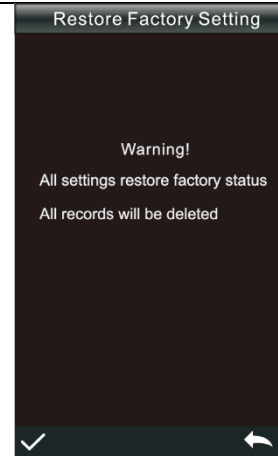 Restore Factory Setting
Warning!
All settings restore factory status
All records will be deleted